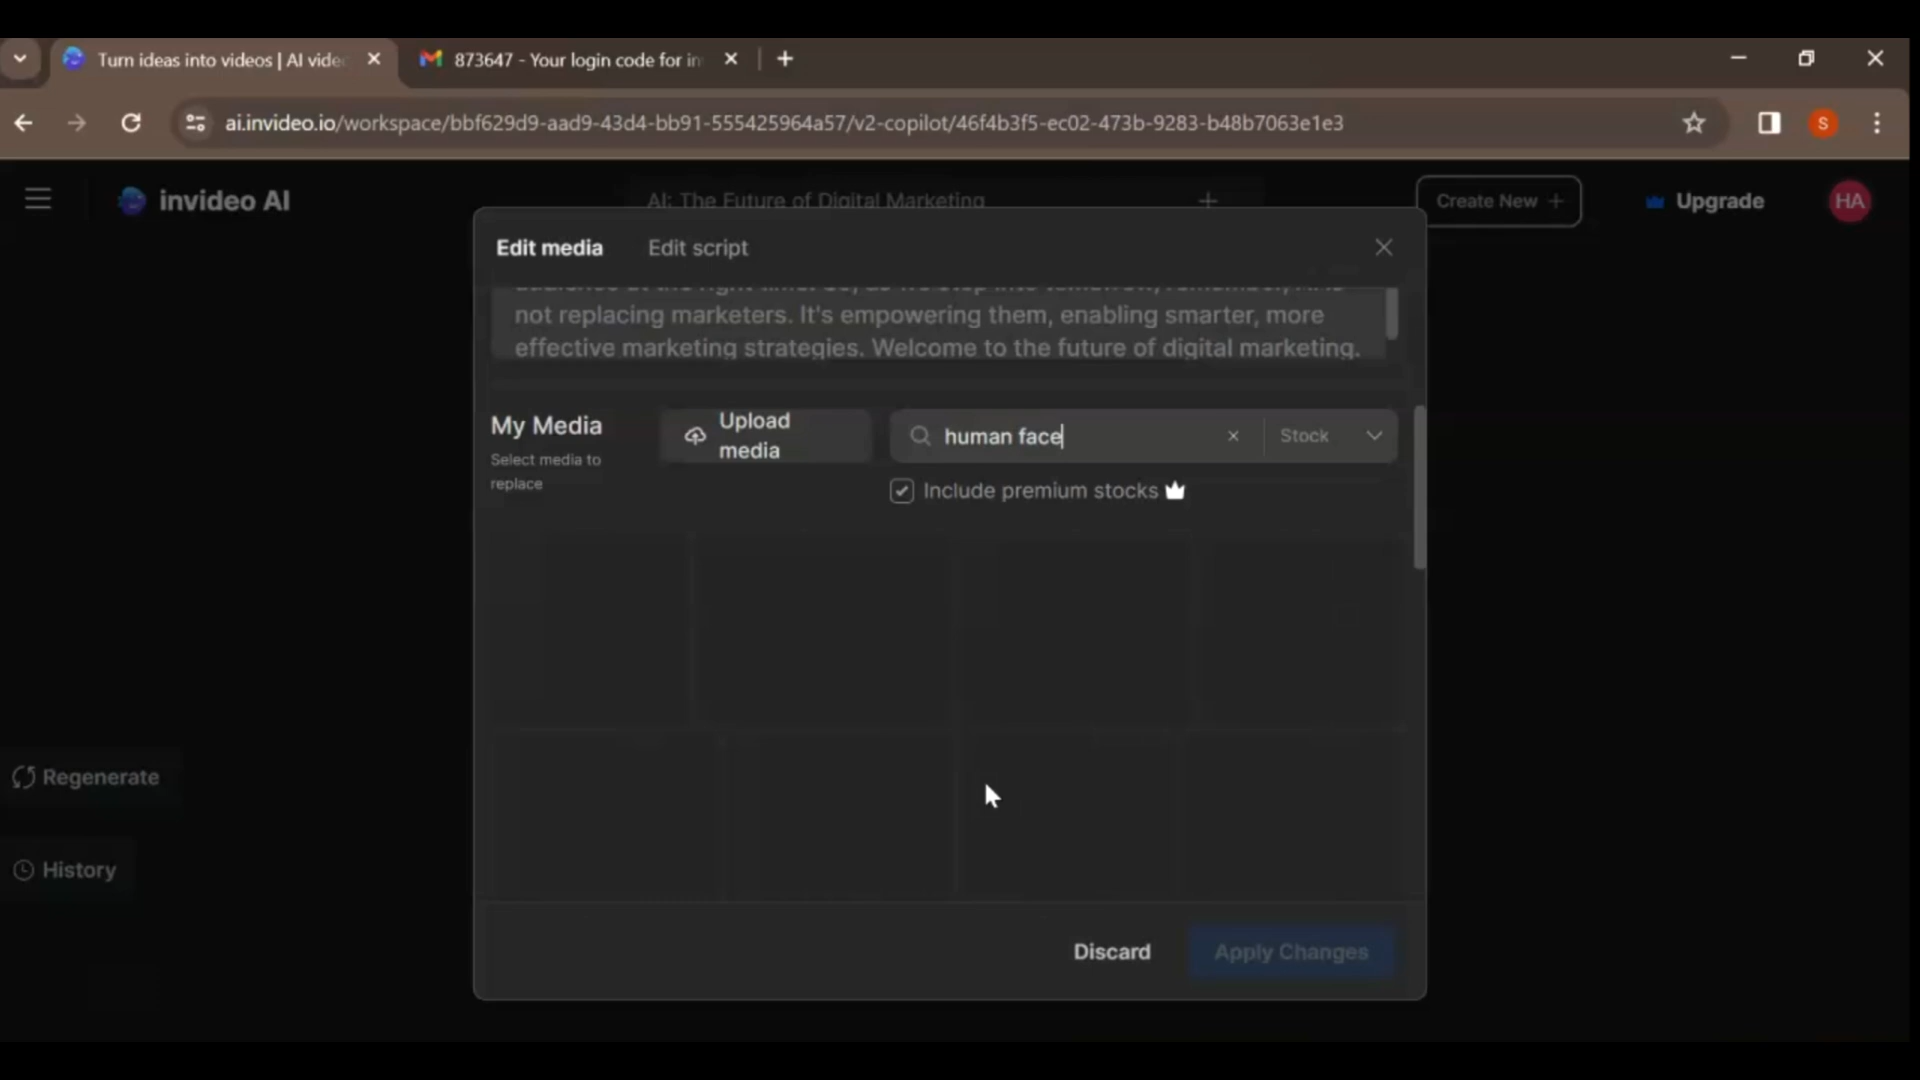 Turn ideas into videos | AI vide
873647 - Your login code for in
ai.invideo.io/workspace/bbf629d9-aad9-43d4-bb91-555425964a57/v2-copilot/46f4b3f5-ec02-473b-9283-b48b7063e1e3
S
invideo AI
AI: The Future of Digital Marketing
Create New
Upgrade
HA
Edit media
Edit script
not replacing marketers. It's empowering them, enabling smarter, more
effective marketing strategies. Welcome to the future of digital marketing.
My Media
Select media to
replace
Upload
media
human face
Stock
Include premium stocks
Regenerate
History
Discard
Apply Changes